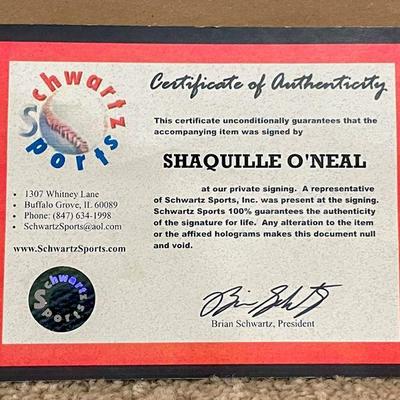 Schwartz
Sports
Certificate of Authenticity
This certificate unconditionally guarantees that the
accompanying item was signed by
SHAQUILLE O'NEAL
at our private signing. A representative
of Schwartz Sports, Inc. was present at the signing.
Schwartz Sports 100% guarantees the authenticity
of the signature for life. Any alteration to the item
or the affixed holograms makes this document null
and void.
• 1307 Whitney Lane
• Buffalo Grove, IL 60089
• Phone: (847) 634-1998
• SchwartzSports@aol.com
www.SchwartzSports.com
Schwartz
Sports
Brian Schwartz
Brian Schwartz, President